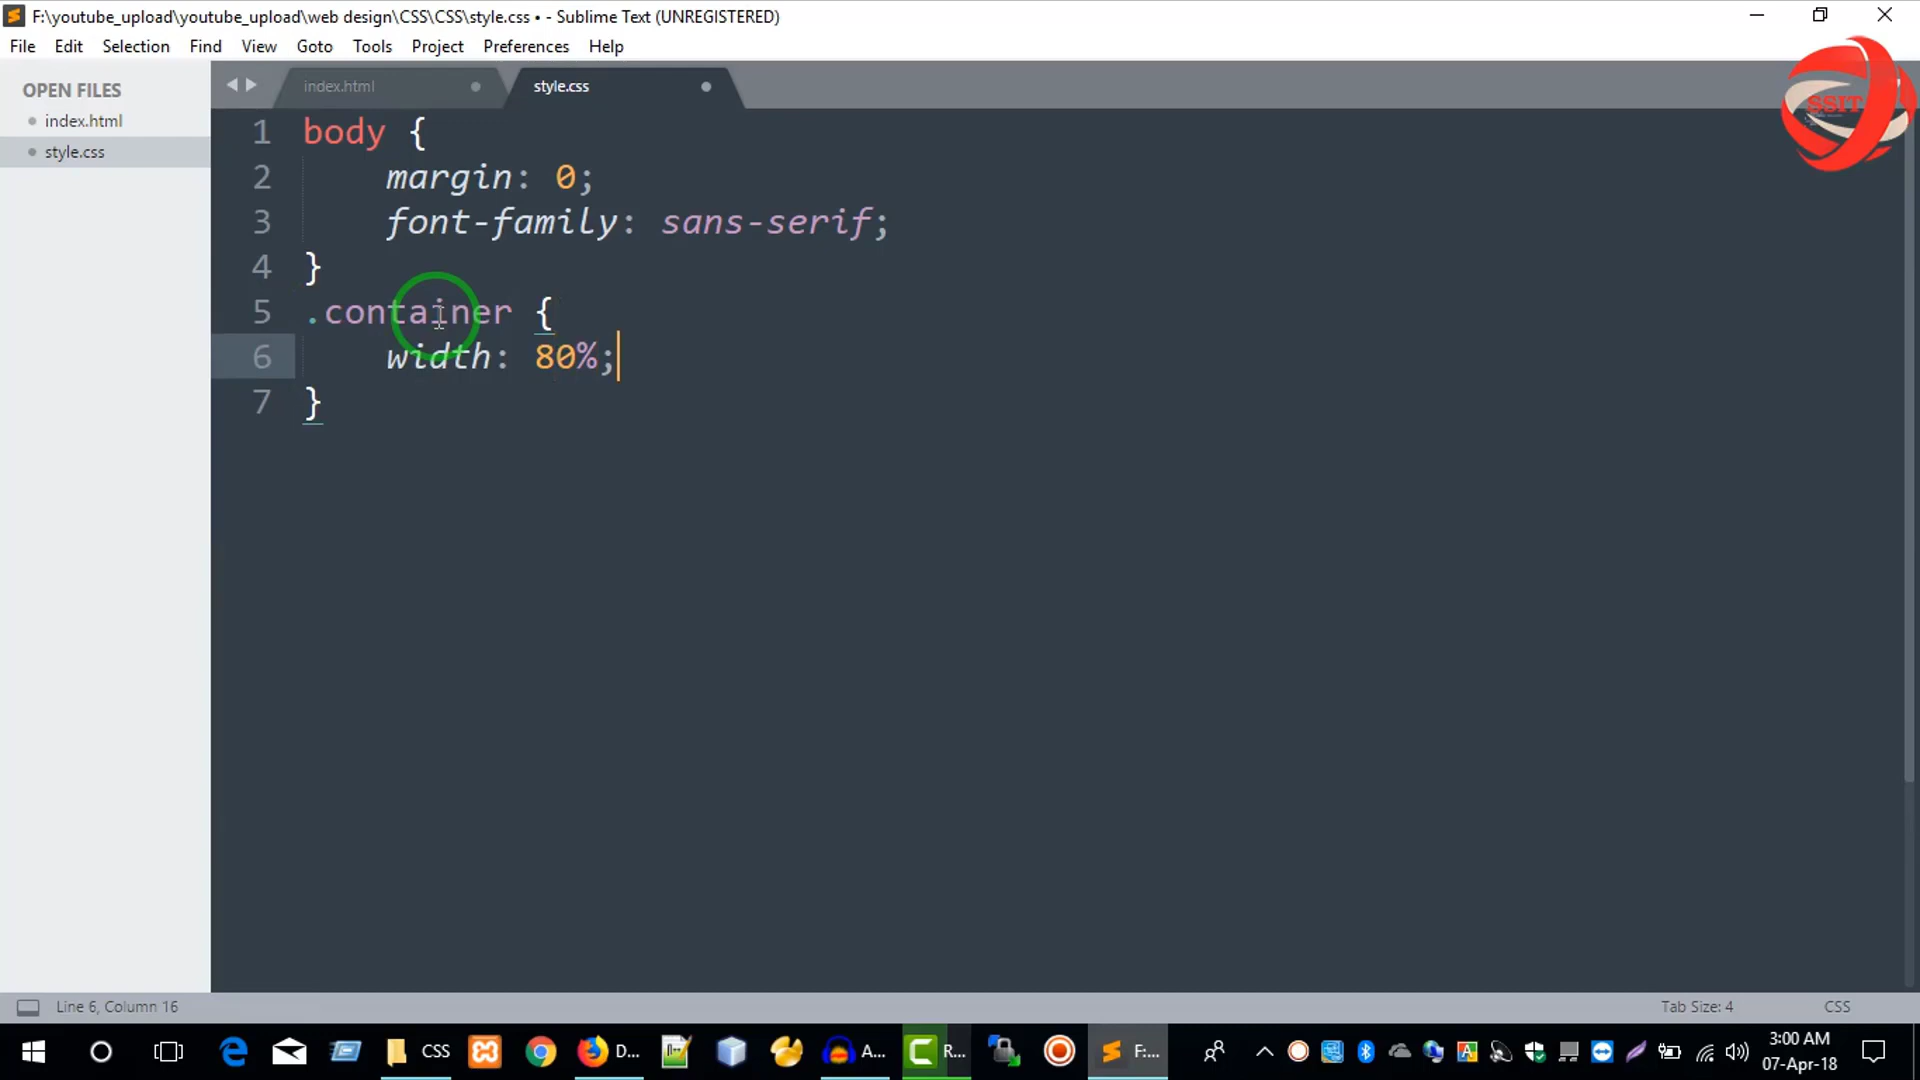 F:\youtube_upload\youtube_upload\web design\CSS\CSS\style.css • - Sublime Text (UNREGISTERED)
File Edit Selection Find View Goto Tools Project Preferences Help
SSIT
OPEN FILES
index.html
style.css
index.html style.css
1 body {
2 margin: 0;
3 font-family: sans-serif;
4 }
5 .container {
6 width: 80%;
7 }
Line 6, Column 16
Tab Size: 4
CSS
CSS
D...
A...
R...
F:...
3:00 AM
07-Apr-18